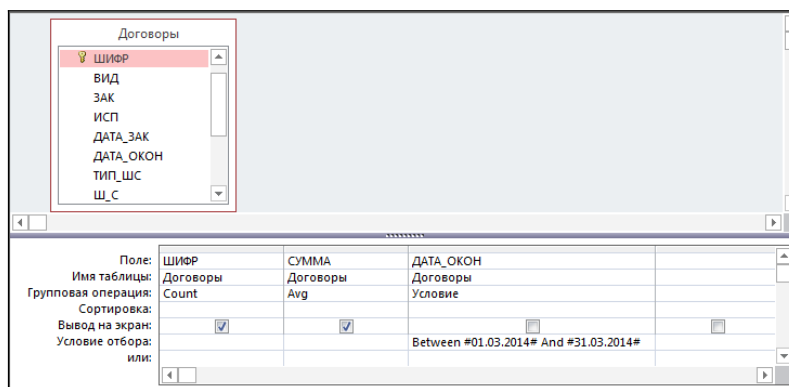 Договоры
ШИФР
ВИД
ЗАК
ИСП
ДАТА_ЗАК
ДАТА_ОКОН
ТИП_ШС
Ш_С
Поле: ШИФР СУММА ДАТА_ОКОН
Имя таблицы: Договоры Договоры Договоры
Групповая операция: Count Avg Условие
Сортировка:
Вывод на экран:
Условие отбора: Between #01.03.2014# And #31.03.2014#
или: